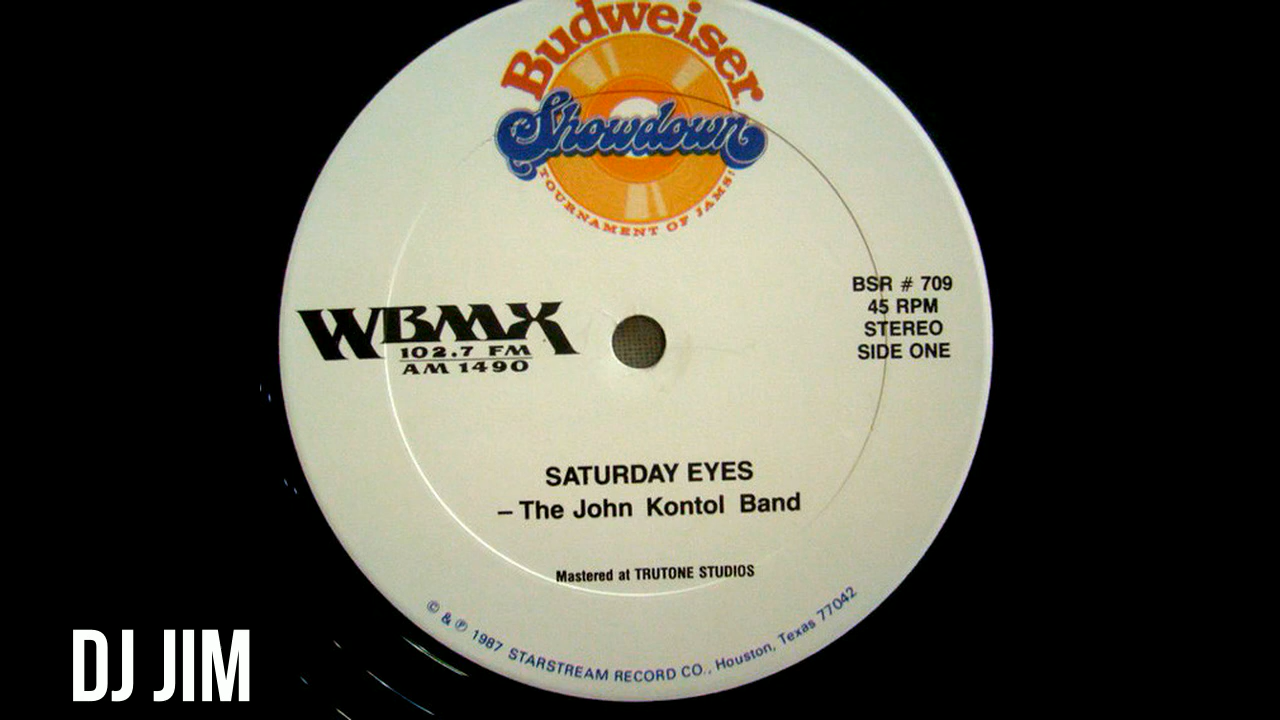 Budweiser
Showdown
TOURNAMENT OF JAMS!
WBMX
102.7 FM
AM 1490
BSR # 709
45 RPM
STEREO
SIDE ONE
SATURDAY EYES
– The John Kontol Band
Mastered at TRUTONE STUDIOS
© & ℗ 1987 STARSTREAM RECORD CO., Houston, Texas 77042
DJ JIM